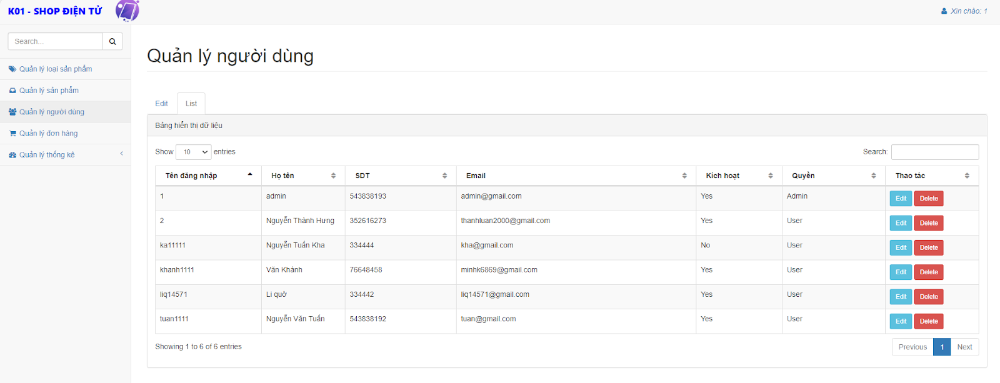 K01 - SHOP ĐIỆN TỬ
Xin chào: 1
Search...
Quản lý loại sản phẩm
Quản lý sản phẩm
Quản lý người dùng
Quản lý đơn hàng
Quản lý thống kê
Quản lý người dùng
Edit List
Bảng hiển thị dữ liệu
Show 10 entries Search:
Tên đăng nhập Họ tên SDT Email Kích hoạt Quyền Thao tác
1 admin 543838193 admin@gmail.com Yes Admin Edit Delete
2 Nguyễn Thành Hưng 352616273 thanhluan2000@gmail.com Yes User Edit Delete
ka11111 Nguyễn Tuấn Kha 334444 kha@gmail.com No User Edit Delete
khanh1111 Văn Khánh 76648458 minhk6869@gmail.com Yes User Edit Delete
liq14571 Li quờ 334442 liq14571@gmail.com Yes User Edit Delete
tuan1111 Nguyễn Văn Tuấn 543838192 tuan@gmail.com Yes User Edit Delete
Showing 1 to 6 of 6 entries Previous 1 Next